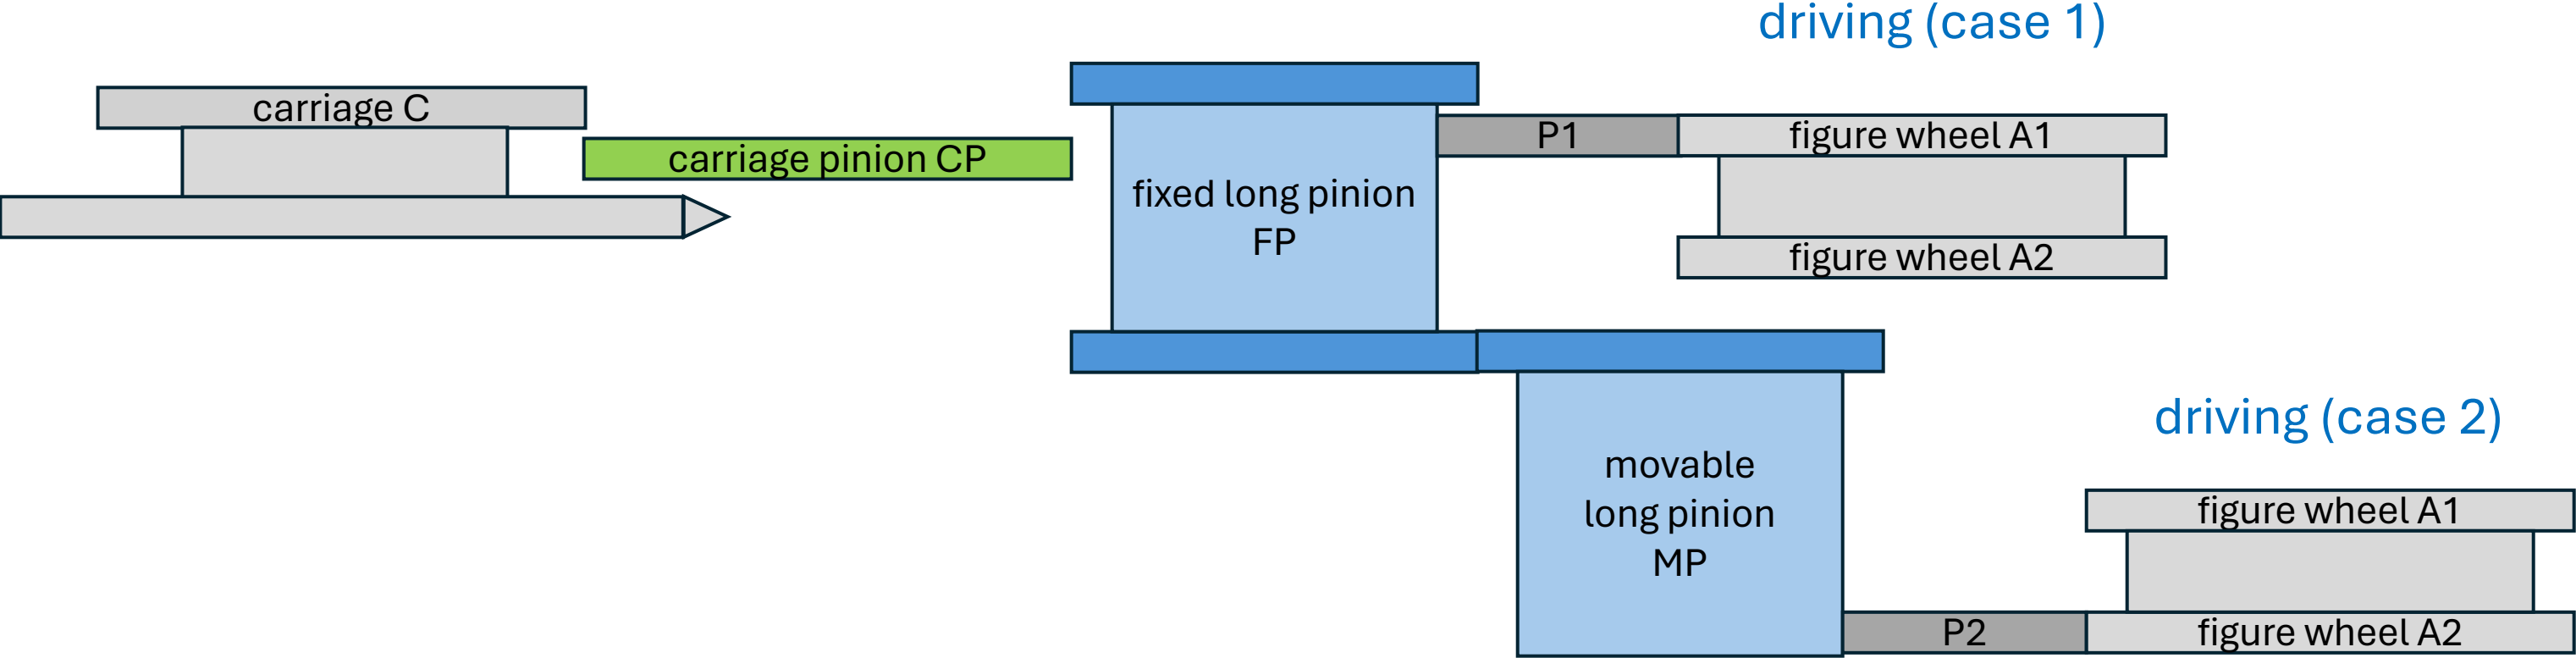 driving (case 1)
carriage C
P1
figure wheel A1
carriage pinion CP
fixed long pinion
FP
figure wheel A2
driving (case 2)
movable
long pinion
MP
figure wheel A1
P2
figure wheel A2